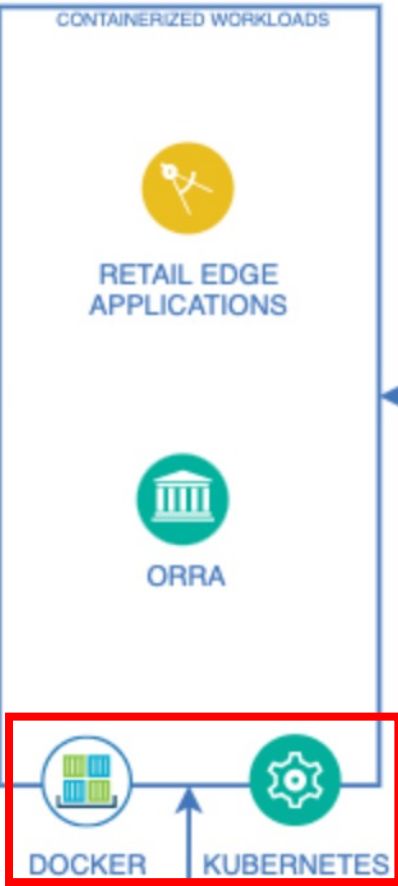 CONTAINERIZED WORKLOADS
RETAIL EDGE
APPLICATIONS
ORRA
DOCKER
KUBERNETES